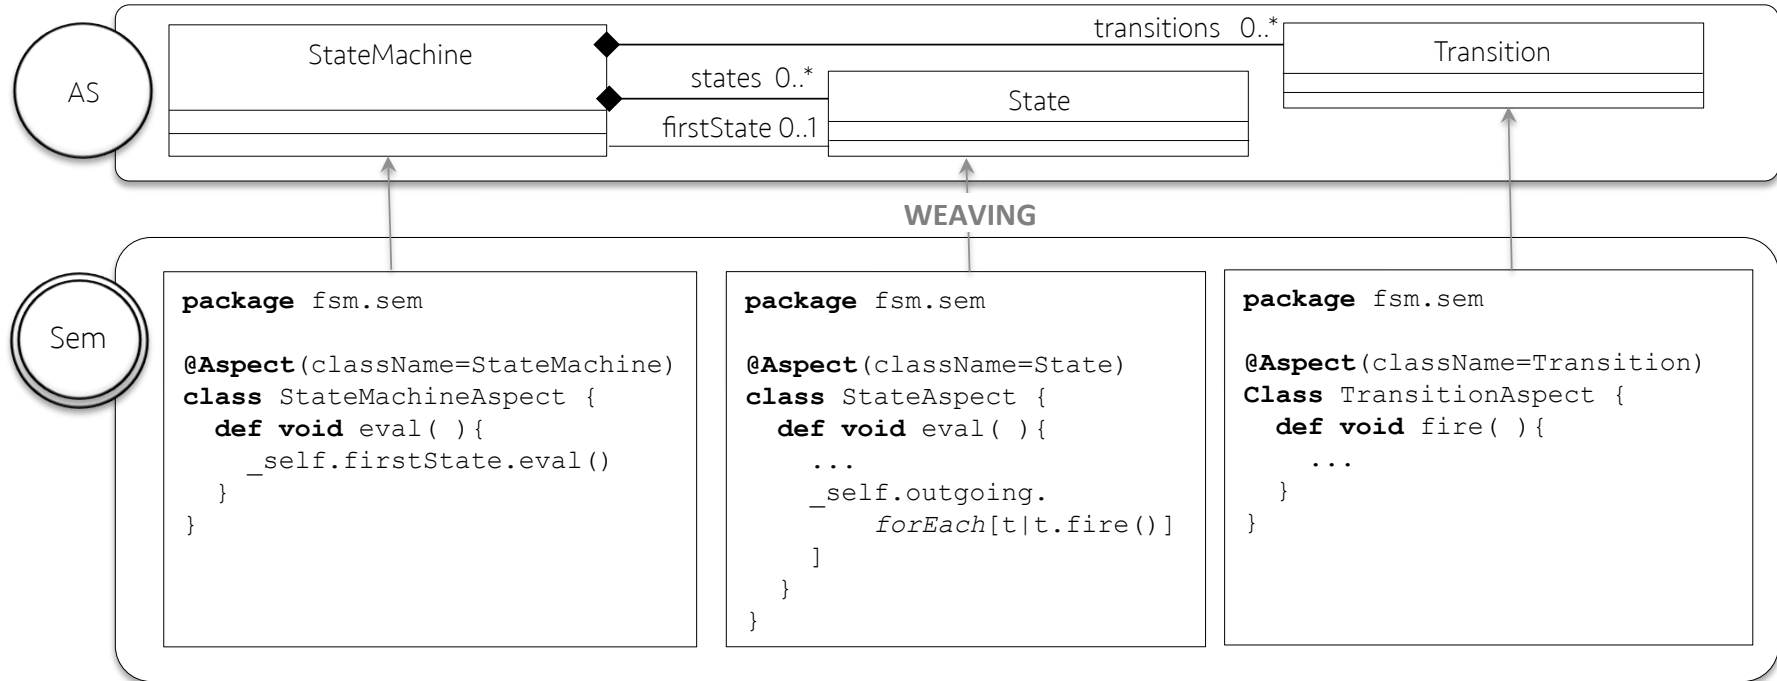 AS
StateMachine
transitions 0..*
Transition
states 0..*
State
firstState 0..1
WEAVING
Sem
package fsm.sem
@Aspect(className=StateMachine)
class StateMachineAspect {
def void eval( ){
_self.firstState.eval()
}
}
package fsm.sem
@Aspect(className=State)
class StateAspect {
def void eval( ){
...
_self.outgoing.
forEach[t|t.fire()]
]
}
}
package fsm.sem
@Aspect(className=Transition)
Class TransitionAspect {
def void fire( ){
...
}
}